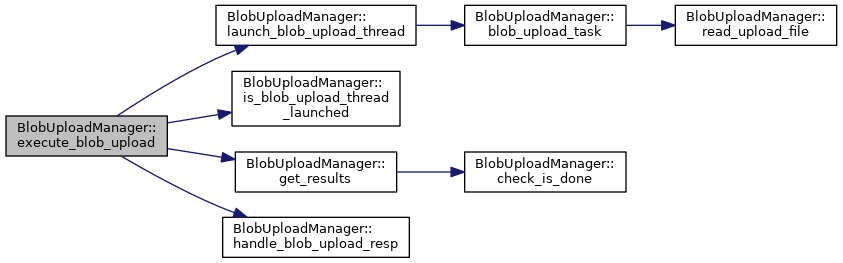 BlobUploadManager::
execute_blob_upload
BlobUploadManager::
launch_blob_upload_thread
BlobUploadManager::
blob_upload_task
BlobUploadManager::
read_upload_file
BlobUploadManager::
is_blob_upload_thread
_launched
BlobUploadManager::
get_results
BlobUploadManager::
check_is_done
BlobUploadManager::
handle_blob_upload_resp